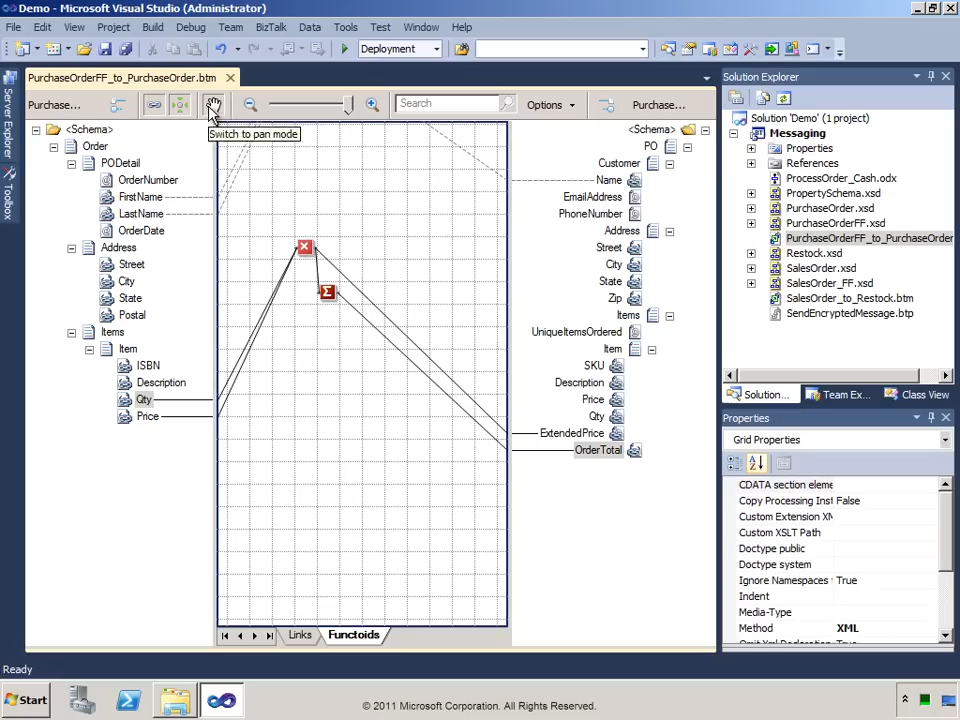 Demo - Microsoft Visual Studio (Administrator)
File Edit View Project Build Debug Team BizTalk Data Tools Test Window Help
Deployment
PurchaseOrderFF_to_PurchaseOrder.btm
Purchase... Search Options Purchase...
Switch to pan mode
Server Explorer
Toolbox
<Schema>
Order
PODetail
OrderNumber
FirstName
LastName
OrderDate
Address
Street
City
State
Postal
Items
Item
ISBN
Description
Qty
Price
<Schema>
PO
Customer
Name
EmailAddress
PhoneNumber
Address
Street
City
State
Zip
Items
UniqueItemsOrdered
Item
SKU
Description
Price
Qty
ExtendedPrice
OrderTotal
Links Functoids
Solution Explorer
Solution 'Demo' (1 project)
Messaging
Properties
References
ProcessOrder_Cash.odx
PropertySchema.xsd
PurchaseOrder.xsd
PurchaseOrderFF.xsd
PurchaseOrderFF_to_PurchaseOrder
Restock.xsd
SalesOrder.xsd
SalesOrder_FF.xsd
SalesOrder_to_Restock.btm
SendEncryptedMessage.btp
Solution... Team Ex... Class View
Properties
Grid Properties
CDATA section eleme
Copy Processing Inst False
Custom Extension XM
Custom XSLT Path
Doctype public
Doctype system
Ignore Namespaces f True
Indent
Media-Type
Method XML
Ready
Start
© 2011 Microsoft Corporation. All Rights Reserved.